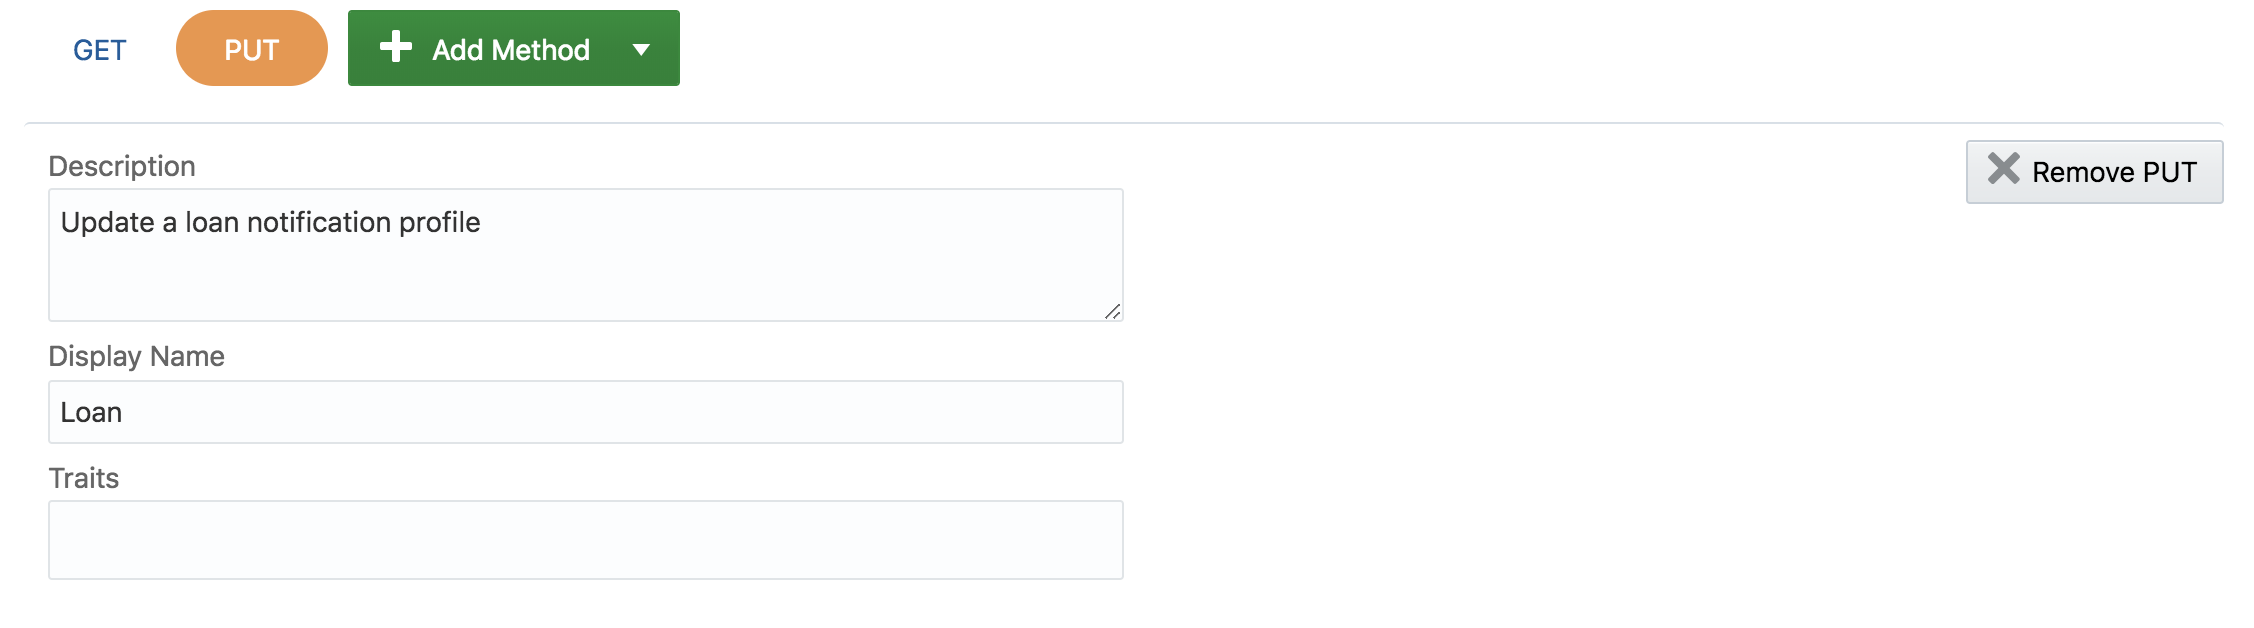 GET PUT Add Method
Description
Remove PUT
Update a loan notification profile
Display Name
Loan
Traits